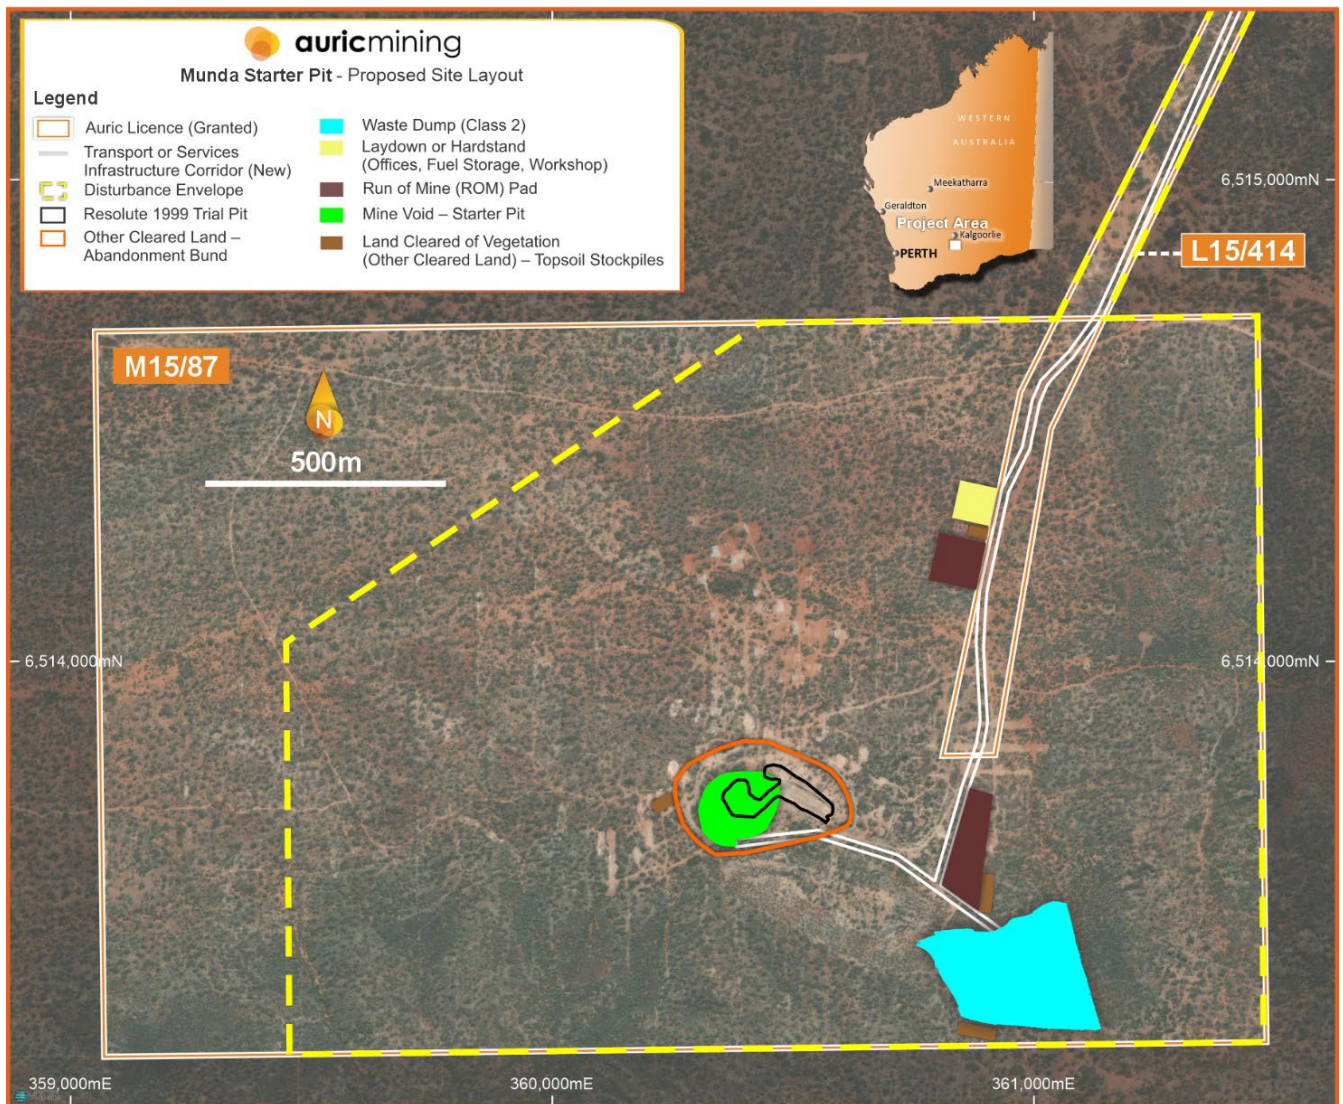 auricmining
Munda Starter Pit - Proposed Site Layout
Legend
Auric Licence (Granted)
Transport or Services
Infrastructure Corridor (New)
Disturbance Envelope
Resolute 1999 Trial Pit
Other Cleared Land –
Abandonment Bund
Waste Dump (Class 2)
Laydown or Hardstand
(Offices, Fuel Storage, Workshop)
Run of Mine (ROM) Pad
Mine Void – Starter Pit
Land Cleared of Vegetation
(Other Cleared Land) – Topsoil Stockpiles
WESTERN
AUSTRALIA
Meekatharra
Geraldton
Project Area
Kalgoorlie
PERTH
6,515,000mN
L15/414
M15/87
N
500m
6,514,000mN
6,514,000mN
359,000mE
360,000mE
361,000mE